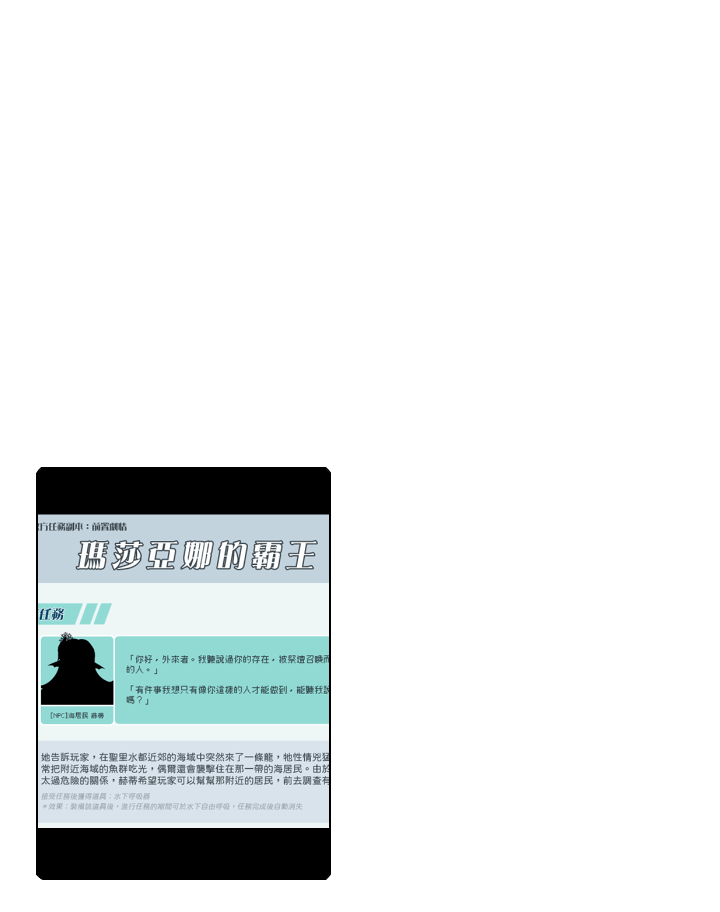 方任務副本：前置劇情
瑪莎亞娜的霸王
任務
「你好，外來者。我聽說過你的存在，被祭壇召喚而
的人。」
「有件事我想只有像你這樣的人才能做到，能聽我說
嗎？」
[NPC]海居民 赫蒂
她告訴玩家，在聖里水都近郊的海域中突然來了一條龍，牠性情兇猛
常把附近海域的魚群吃光，偶爾還會襲擊住在那一帶的海居民。由於
太過危險的關係，赫蒂希望玩家可以幫幫那附近的居民，前去調查有
接受任務後獲得道具：水下呼吸器
＊效果：裝備該道具後，進行任務的期間可於水下自由呼吸，任務完成後自動消失